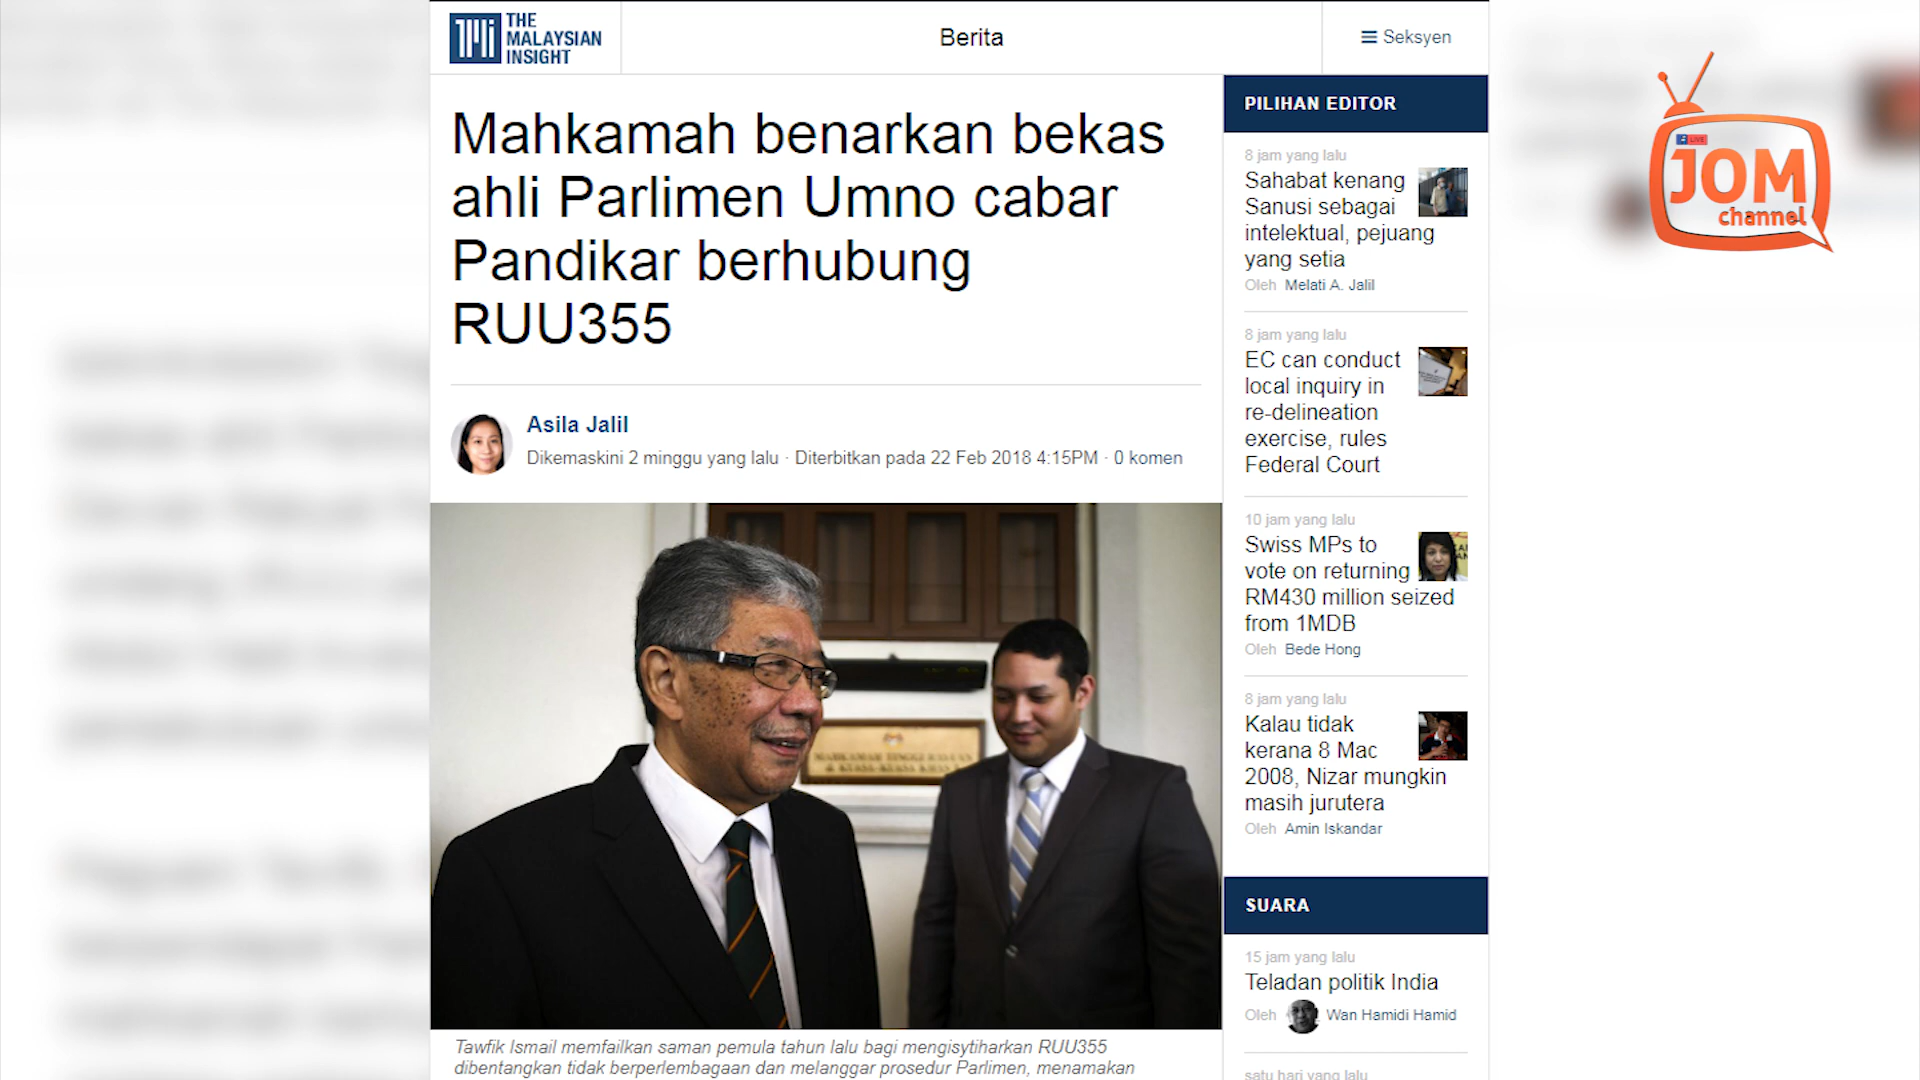 THE
MALAYSIAN
INSIGHT
Berita
Seksyen
Mahkamah benarkan bekas
ahli Parlimen Umno cabar
Pandikar berhubung
RUU355
Asila Jalil
Dikemaskini 2 minggu yang lalu · Diterbitkan pada 22 Feb 2018 4:15PM · 0 komen
MAHKAMAH TINGGI RAYUAN
Tawfik Ismail memfailkan saman pemula tahun lalu bagi mengisytiharkan RUU355
dibentangkan tidak berperlembagaan dan melanggar prosedur Parlimen, menamakan
PILIHAN EDITOR
8 jam yang lalu
Sahabat kenang
Sanusi sebagai
intelektual, pejuang
yang setia
Oleh Melati A. Jalil
8 jam yang lalu
EC can conduct
local inquiry in
re-delineation
exercise, rules
Federal Court
10 jam yang lalu
Swiss MPs to
vote on returning
RM430 million seized
from 1MDB
Oleh Bede Hong
8 jam yang lalu
Kalau tidak
kerana 8 Mac
2008, Nizar mungkin
masih jurutera
Oleh Amin Iskandar
SUARA
15 jam yang lalu
Teladan politik India
Oleh Wan Hamidi Hamid
satu hari yang lalu
LIVE
JOM
channel